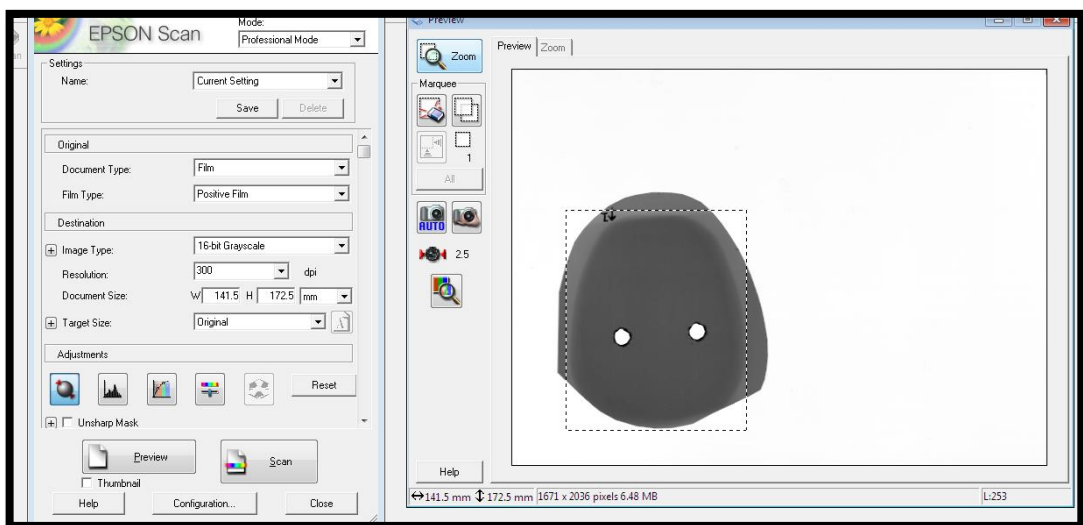 EPSON Scan
Mode:
Professional Mode
Settings
Name:
Current Setting
Save
Delete
Original
Document Type:
Film
Film Type:
Positive Film
Destination
Image Type:
16-bit Grayscale
Resolution:
300
dpi
Document Size:
W 141.5 H 172.5 mm
Target Size:
Original
Adjustments
Reset
Unsharp Mask
Preview
Scan
Thumbnail
Help
Configuration...
Close
Preview
Zoom
Preview
Zoom
Marquee
1
All
AUTO
2.5
Help
141.5 mm 172.5 mm 1671 x 2036 pixels 6.48 MB
L:253